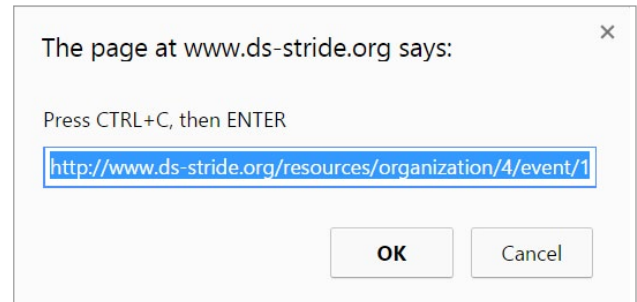 The page at www.ds-stride.org says:
Press CTRL+C, then ENTER
http://www.ds-stride.org/resources/organization/4/event/1
OK Cancel